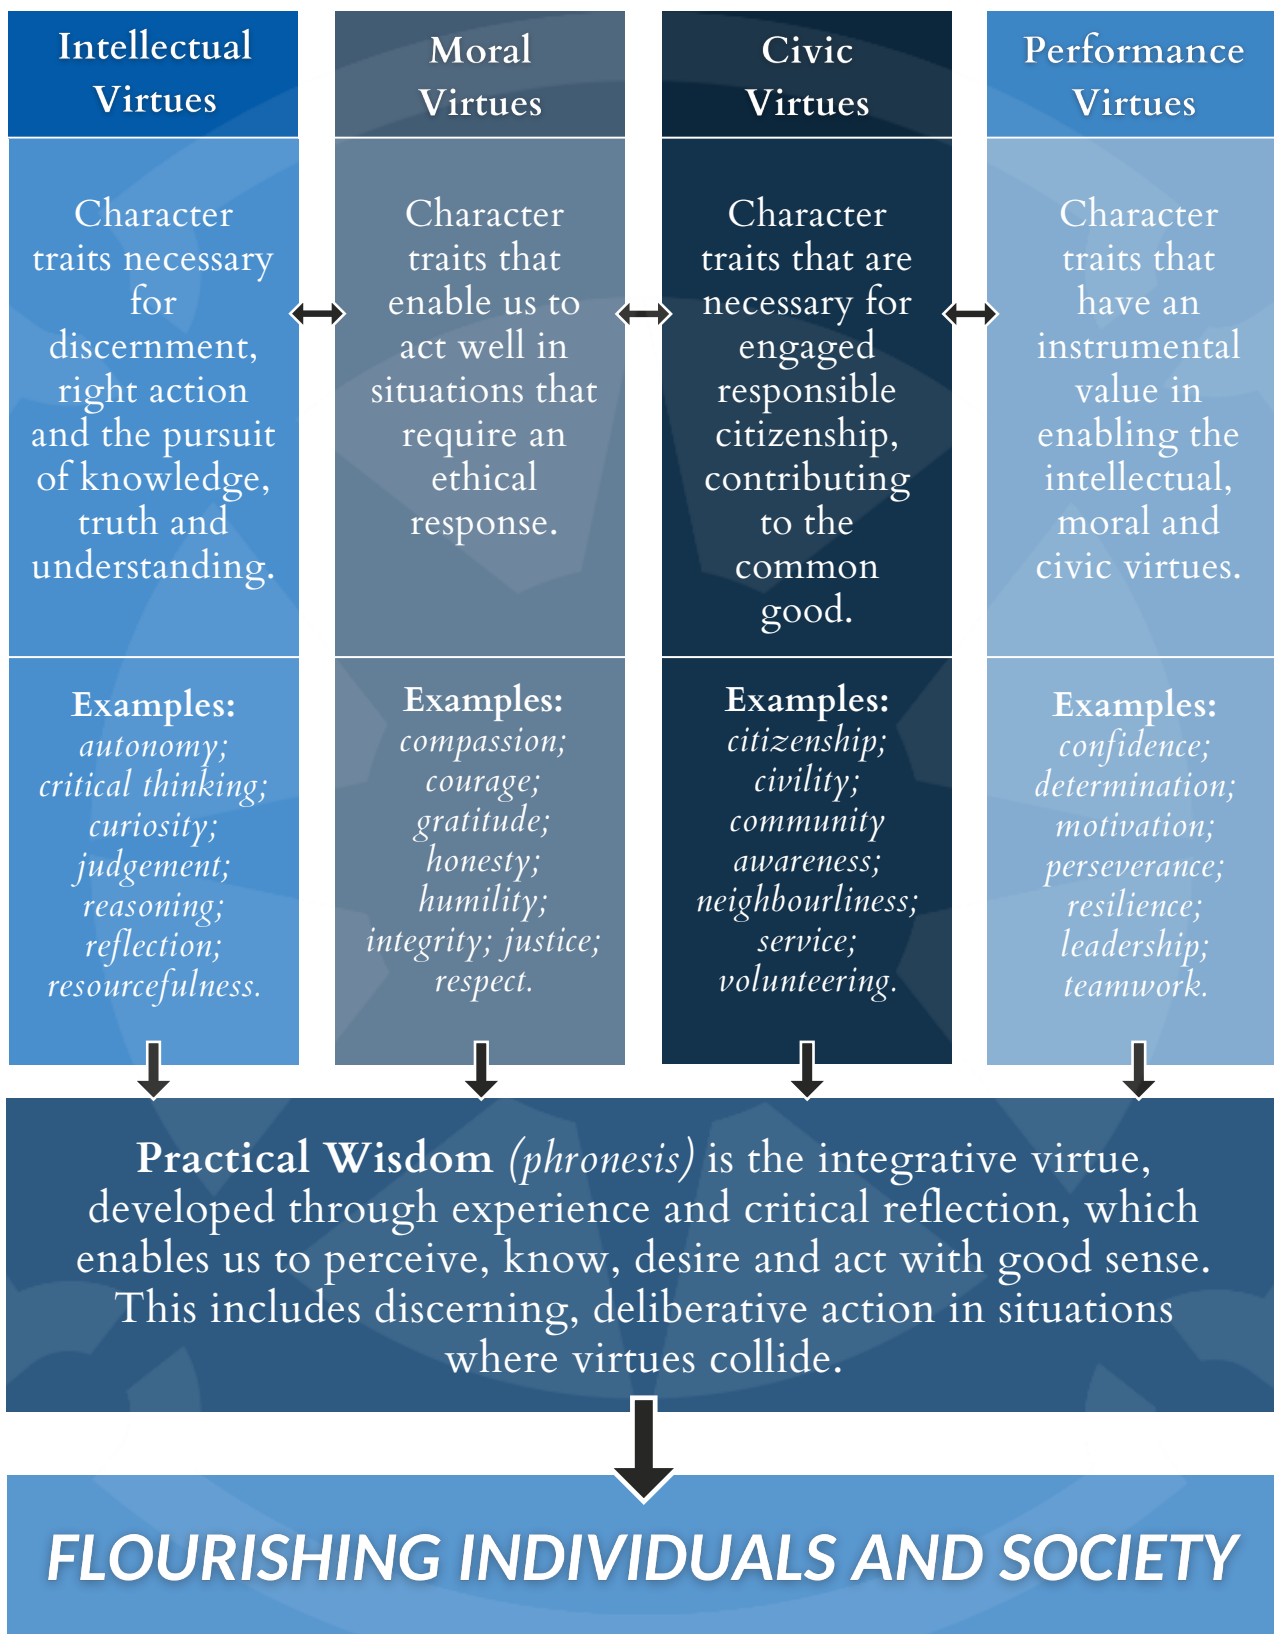 Intellectual
Virtues
Character
traits necessary
for
discernment,
right action
and the pursuit
of knowledge,
truth and
understanding.
Examples:
autonomy;
critical thinking;
curiosity;
judgement;
reasoning;
reflection;
resourcefulness.
Moral
Virtues
Character
traits that
enable us to
act well in
situations that
require an
ethical
response.
Examples:
compassion;
courage;
gratitude;
honesty;
humility;
integrity; justice;
respect.
Civic
Virtues
Character
traits that are
necessary for
engaged
responsible
citizenship,
contributing
to the
common
good.
Examples:
citizenship;
civility;
community
awareness;
neighbourliness;
service;
volunteering.
Performance
Virtues
Character
traits that
have an
instrumental
value in
enabling the
intellectual,
moral and
civic virtues.
Examples:
confidence;
determination;
motivation;
perseverance;
resilience;
leadership;
teamwork.
Practical Wisdom (phronesis) is the integrative virtue,
developed through experience and critical reflection, which
enables us to perceive, know, desire and act with good sense.
This includes discerning, deliberative action in situations
where virtues collide.
FLOURISHING INDIVIDUALS AND SOCIETY